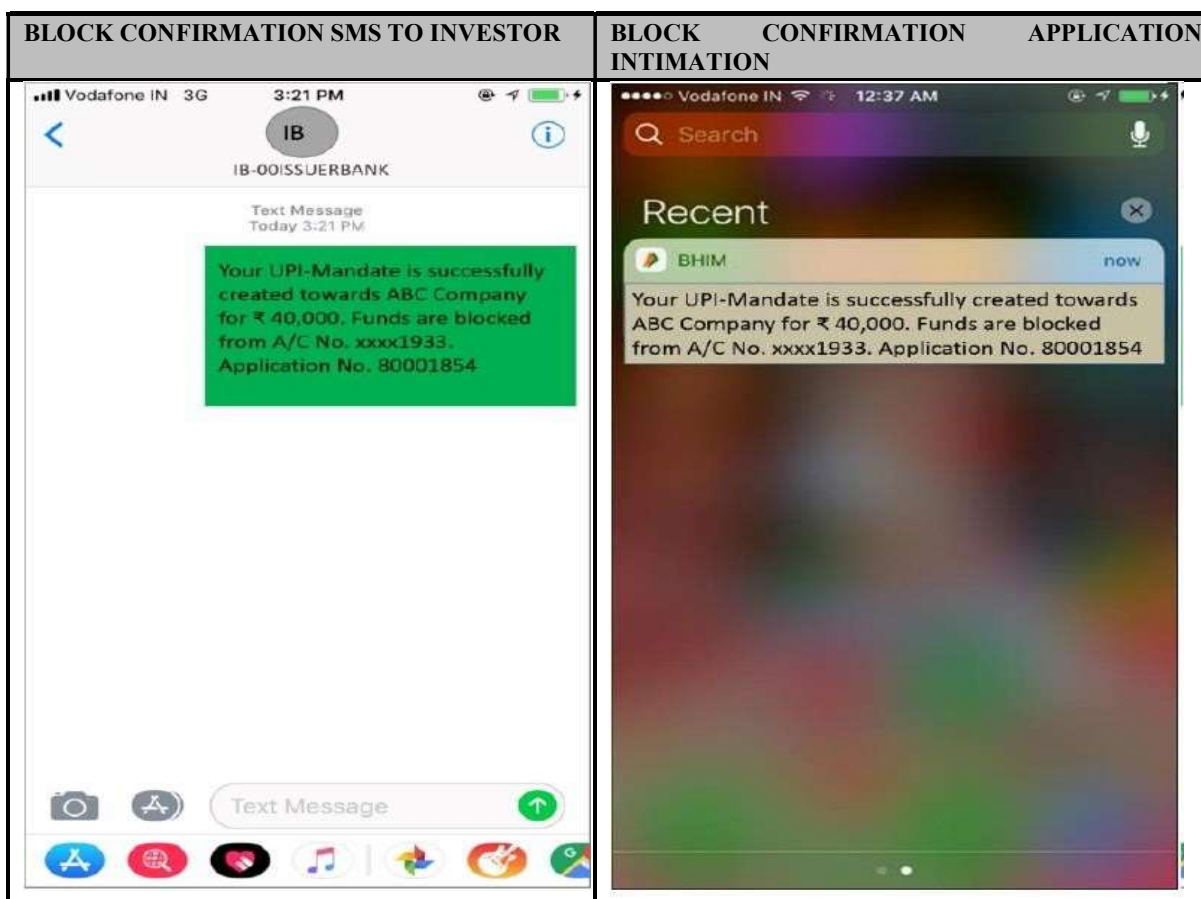 BLOCK CONFIRMATION SMS TO INVESTOR
BLOCK CONFIRMATION APPLICATION
INTIMATION
Vodafone IN 3G 3:21 PM
IB
IB-00ISSUERBANK
Text Message
Today 3:21 PM
Your UPI-Mandate is successfully
created towards ABC Company
for ₹ 40,000. Funds are blocked
from A/C No. xxxx1933.
Application No. 80001854
Text Message
Vodafone IN 12:37 AM
Search
Recent
BHIM now
Your UPI-Mandate is successfully created towards
ABC Company for ₹ 40,000. Funds are blocked
from A/C No. xxxx1933. Application No. 80001854